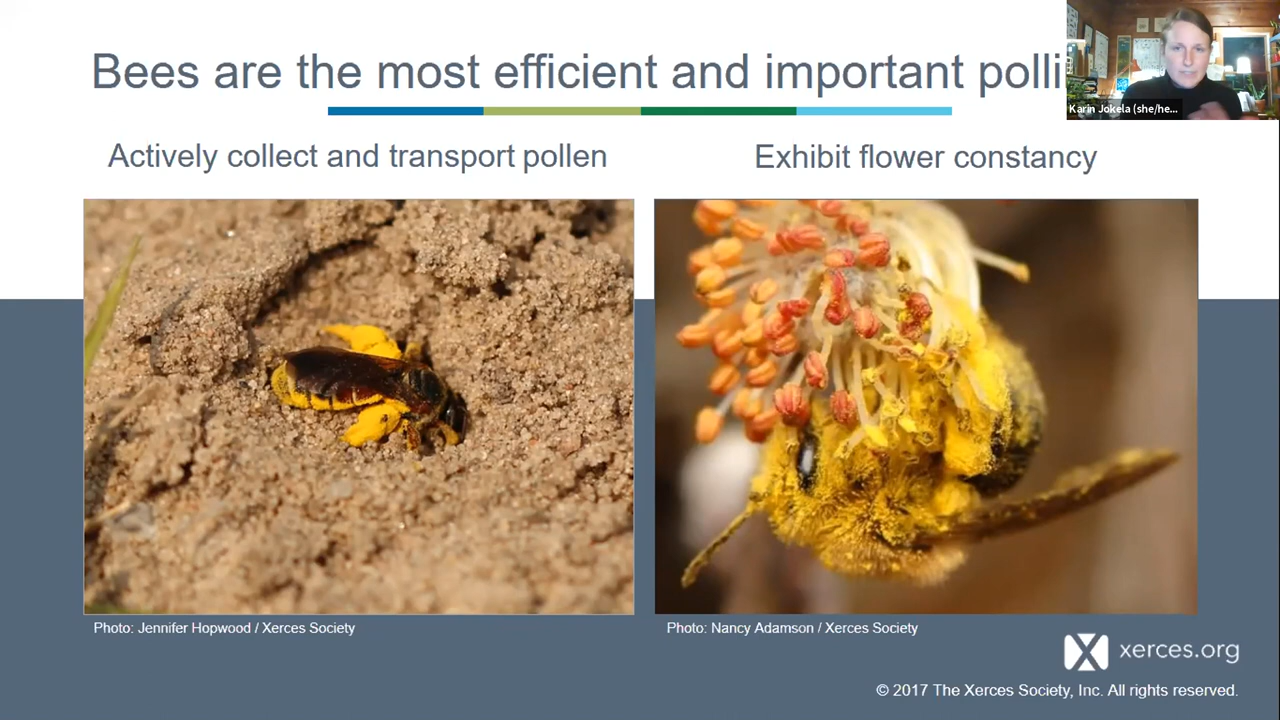 Bees are the most efficient and important polli
Karin Jokela (she/he...
Actively collect and transport pollen
Exhibit flower constancy
Photo: Jennifer Hopwood / Xerces Society
Photo: Nancy Adamson / Xerces Society
xerces.org
© 2017 The Xerces Society, Inc. All rights reserved.